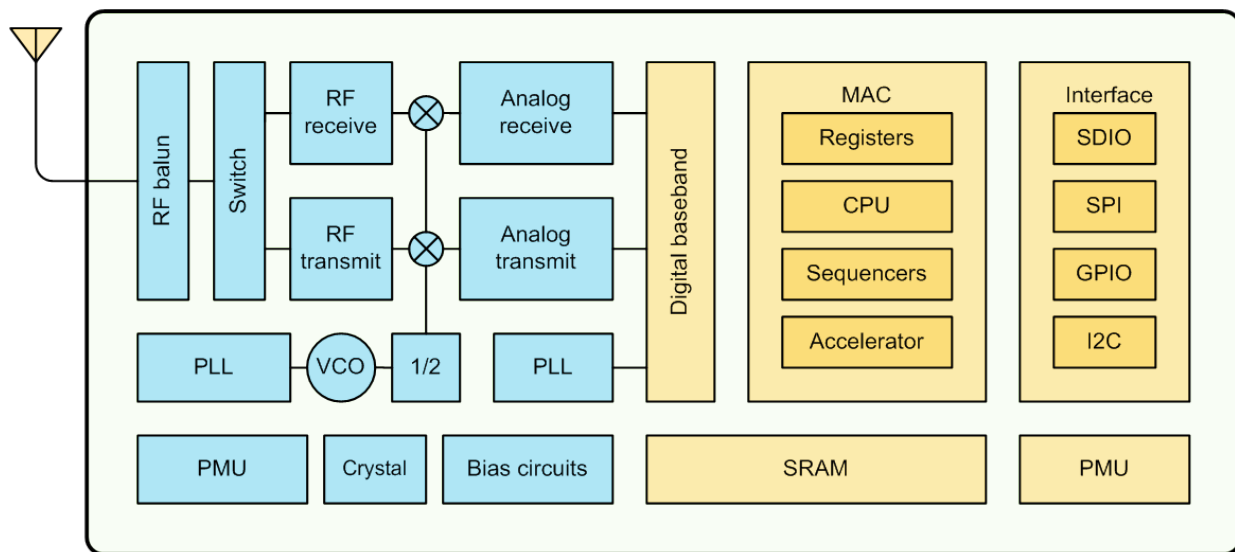 RF balun
Switch
RF
receive
Analog
receive
RF
transmit
Analog
transmit
PLL
VCO
1/2
PLL
Digital baseband
MAC
Registers
CPU
Sequencers
Accelerator
Interface
SDIO
SPI
GPIO
I2C
PMU
Crystal
Bias circuits
SRAM
PMU